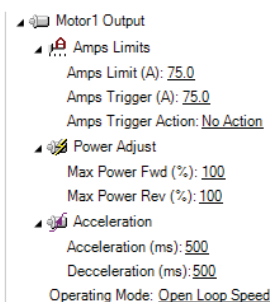 Motor1 Output
Amps Limits
Amps Limit (A): 75.0
Amps Trigger (A): 75.0
Amps Trigger Action: No Action
Power Adjust
Max Power Fwd (%): 100
Max Power Rev (%): 100
Acceleration
Acceleration (ms): 500
Decceleration (ms): 500
Operating Mode: Open Loop Speed